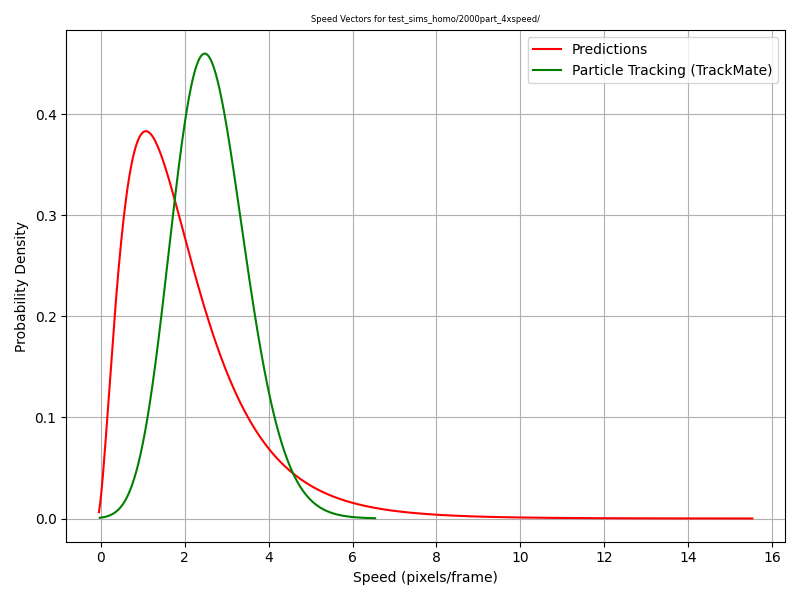 Speed Vectors for test_sims_homo/2000part_4xspeed/
Predictions
Particle Tracking (TrackMate)
Probability Density
0.4
0.3
0.2
0.1
0.0
0 2 4 6 8 10 12 14 16
Speed (pixels/frame)